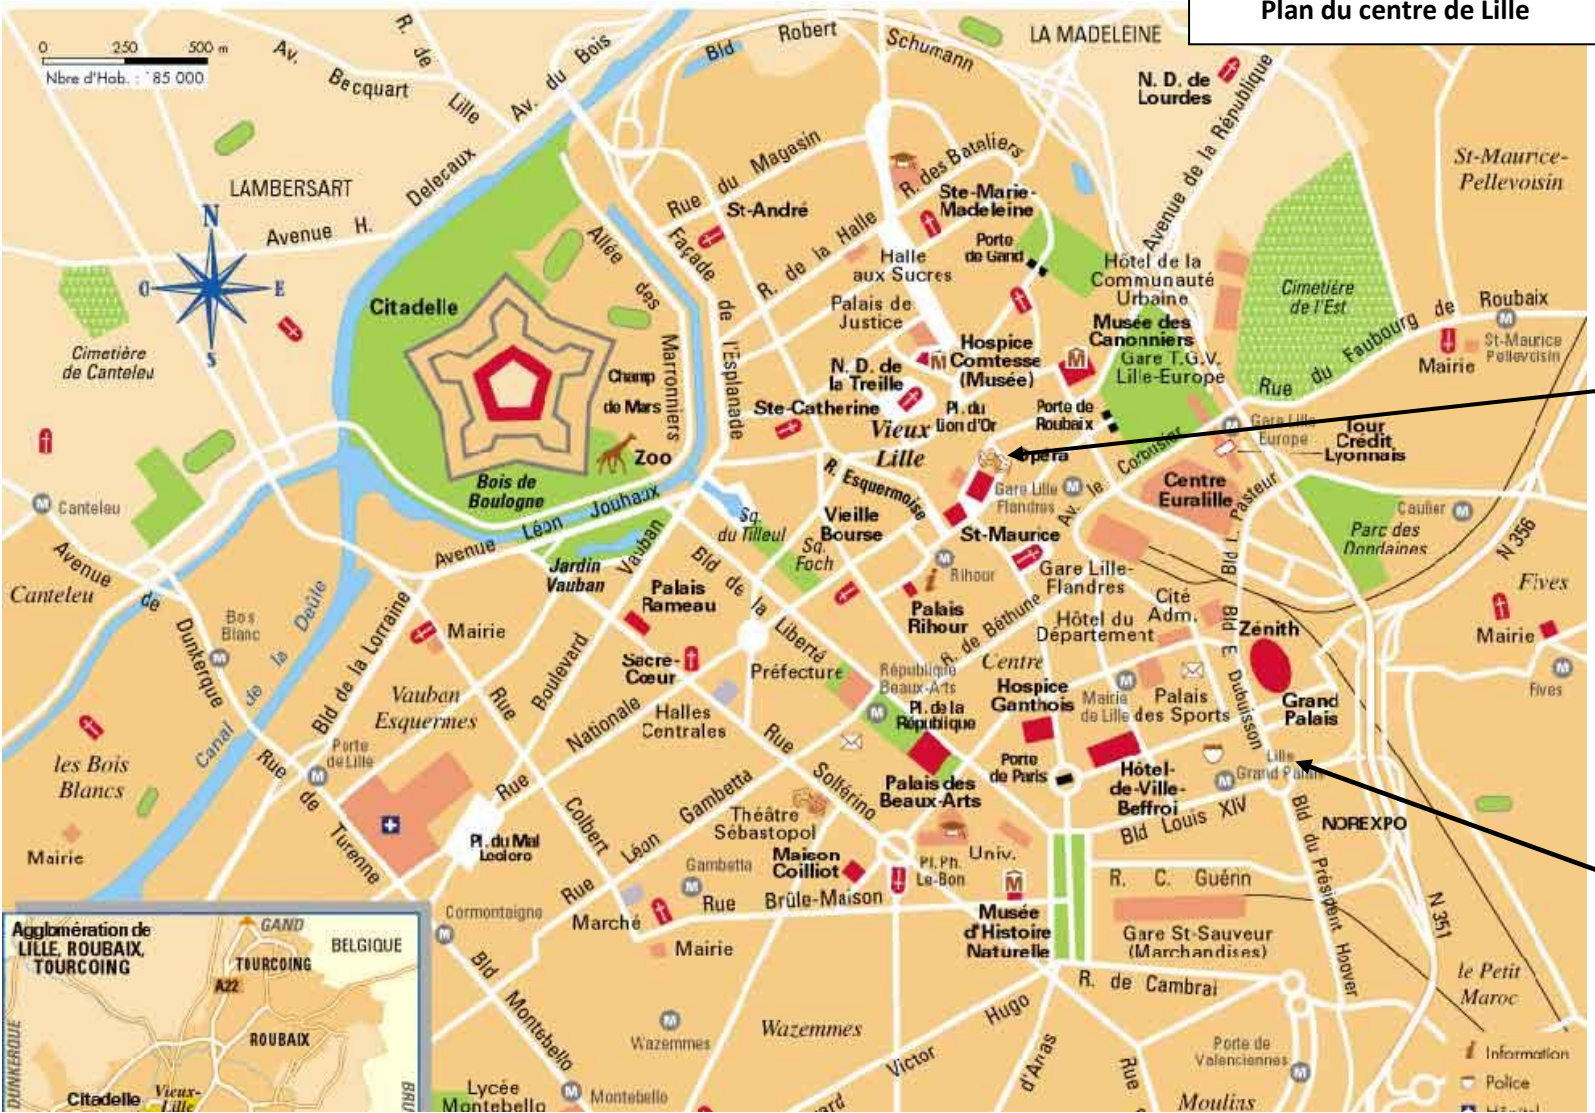 Plan du centre de Lille
0 250 500 m
Nbre d'Hab. : 185 000
Av.
Becquart
R. de
Lille
Av. du Bois
Bld
Robert
Schumann
LA MADELEINE
N. D. de
Lourdes
Avenue de la République
St-Maurice-
Pellevoisin
LAMBERSART
Delecaux
Avenue H.
N
O
E
S
Cimetière
de Canteleu
Citadelle
Allée
des
Marronniers
Façade
de
l'Esplanade
Champ
de Mars
Zoo
Bois de
Boulogne
Rue du Magasin
St-André
R. de la Halle
R. des Bateliers
Ste-Marie-
Madeleine
Porte
de Gand
Halle
aux Sucres
Palais de
Justice
Hôtel de la
Communauté
Urbaine
Musée des
Canonniers
Gare T.G.V.
Lille-Europe
Cimetière
de l'Est
Rue du Faubourg de
Roubaix
M
St-Maurice
Pellevoisin
Mairie
Hospice
Comtesse
(Musée)
M
M
N. D. de
la Treille
Ste-Catherine
Pl. du
Lion d'Or
Porte de
Roubaix
Vieux
Lille
Opéra
R. Esquermoise
Gare Lille
Flandres
M
Av. le
Corbusier
Gare Lille
Europe
M
Tour
Crédit
Lyonnais
Centre
Euralille
Bld L. Pasteur
Caulier
M
Parc des
Dondaines
N 356
Fives
M
Canteleu
Avenue
Léon
Jouhaux
Sq.
du Tilleul
Sq.
Foch
Vieille
Bourse
St-Maurice
M
Rihour
Jardin
Vauban
Vauban
Bld de la
Liberté
Palais
Rameau
Palais
Rihour
Gare Lille-
Flandres
Cité
Adm.
Hôtel du
Département
R. de Béthune
Bld E. Dubuisson
Zénith
Mairie
M
Fives
Canteleu
Avenue
de
Dunkerque
Bois
Blanc
M
Canal de la Deûle
Bld de la Lorraine
Mairie
Sacré-
Cœur
Préfecture
République
Beaux-Arts
M
Centre
Hospice
Ganthois
Mairie
de Lille
M
Palais
des Sports
Grand
Palais
Vauban
Esquermes
Rue
Boulevard
Nationale
Halles
Centrales
Pl. de la
République
les Bois
Blancs
Porte
de Lille
M
Rue
de
Turenne
Rue
Solférino
Palais des
Beaux-Arts
Porte
de Paris
Hôtel-
de-Ville-
Beffroi
Lille
Grand Palais
M
Bld Louis XIV
Mairie
Pl. du Mal
Leclerc
Rue
Colbert
Rue
Léon
Gambetta
Théâtre
Sébastopol
NOREXPO
Bld du Président Hoover
Gambetta
M
Maison
Coilliot
Pl. Ph.
Le-Bon
Univ.
M
R. C. Guérin
Rue Brûle-Maison
Marché
Mairie
Cormontaigne
M
Musée
d'Histoire
Naturelle
Gare St-Sauveur
(Marchandises)
N 351
R. de Cambrai
le Petit
Maroc
Bld
Montebello
M
Wazemmes
Wazemmes
Victor
Hugo
d'Arras
Rue
Porte de
Valenciennes
M
Moulins
Lycée
Montebello
M
Montebello
Information
Police
Hôpital
Agglomération de
LILLE, ROUBAIX,
TOURCOING
GAND
BELGIQUE
TOURCOING
A22
ROUBAIX
DUNKERQUE
Citadelle
Vieux-
Lille